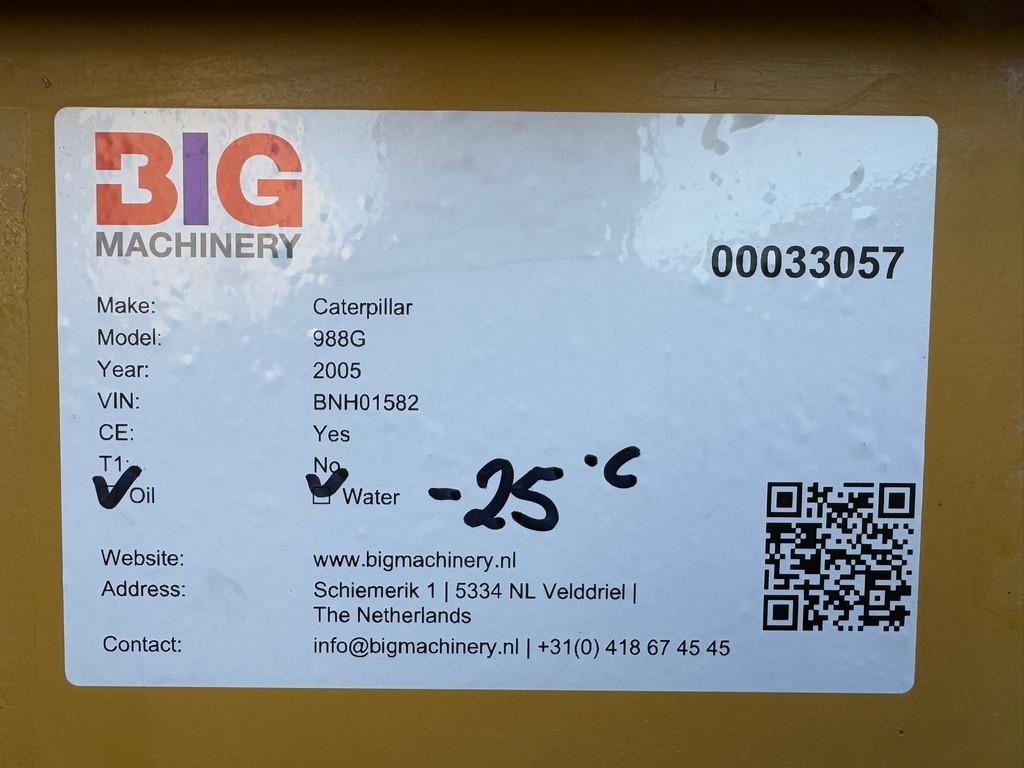 BIG
MACHINERY
00033057
Make: Caterpillar
Model: 988G
Year: 2005
VIN: BNH01582
CE: Yes
T1: No
Oil Water -25 °C
Website: www.bigmachinery.nl
Address: Schiemerik 1 | 5334 NL Velddriel |
The Netherlands
Contact: info@bigmachinery.nl | +31(0) 418 67 45 45